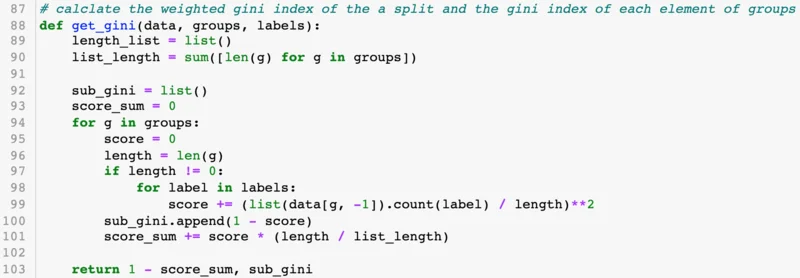 87 # calclate the weighted gini index of the a split and the gini index of each element of groups
88 def get_gini(data, groups, labels):
89     length_list = list()
90     list_length = sum([len(g) for g in groups])
91
92     sub_gini = list()
93     score_sum = 0
94     for g in groups:
95         score = 0
96         length = len(g)
97         if length != 0:
98             for label in labels:
99                 score += (list(data[g, -1]).count(label) / length)**2
100         sub_gini.append(1 - score)
101         score_sum += score * (length / list_length)
102
103     return 1 - score_sum, sub_gini